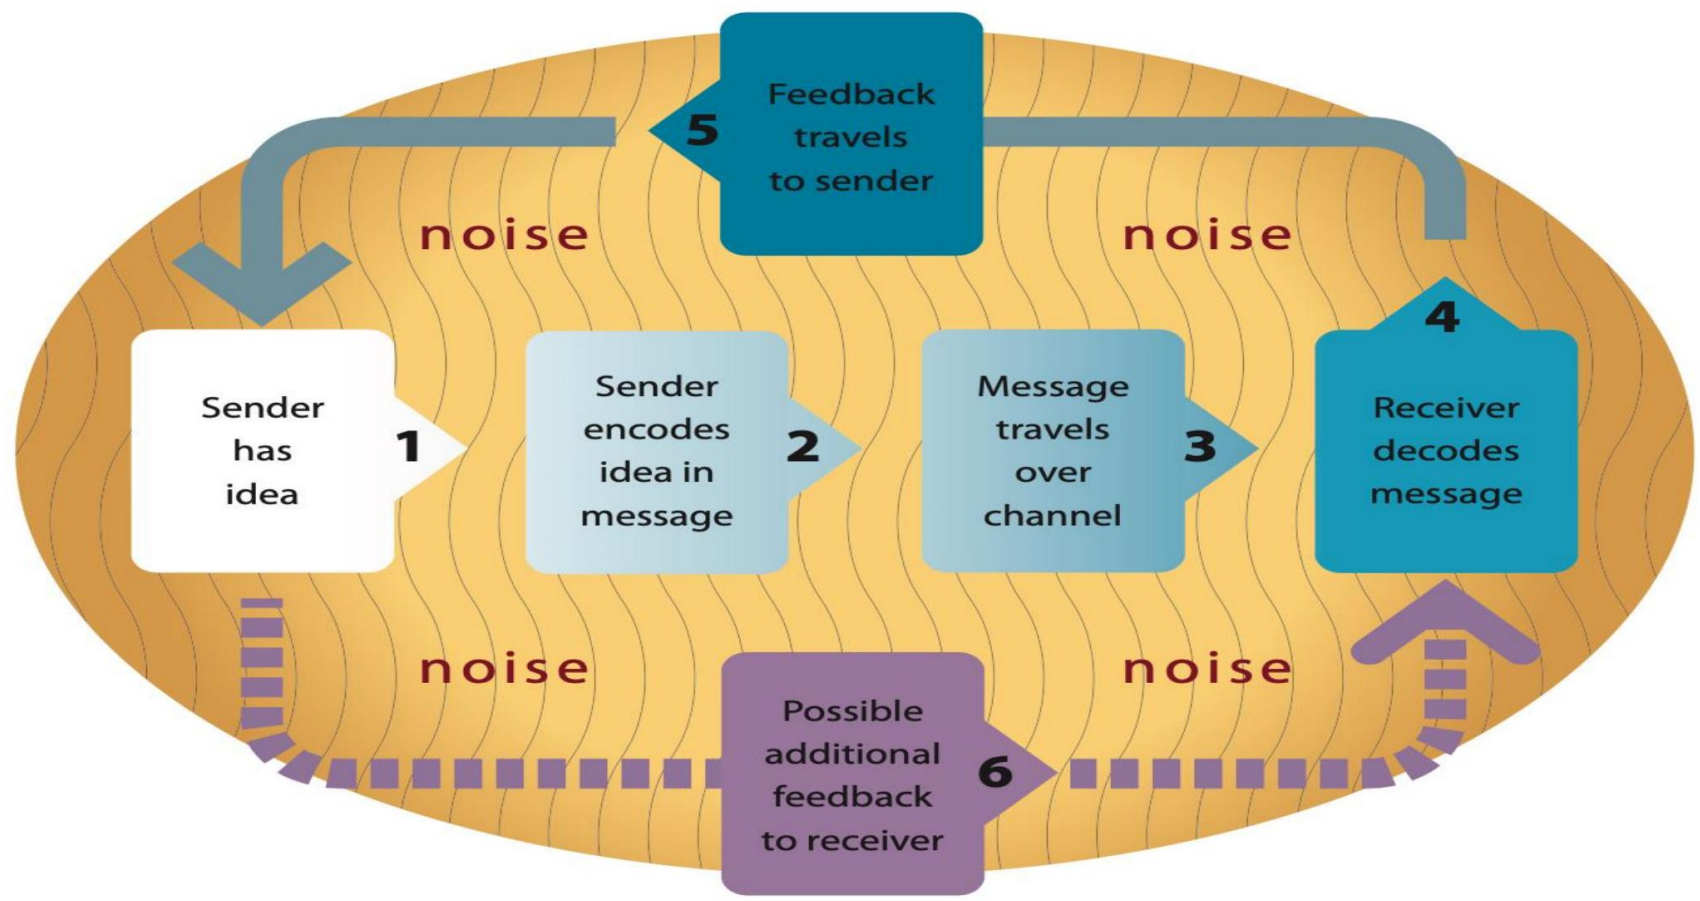 Feedback
travels
to sender
5
noise
noise
Sender
has
idea
1
Sender
encodes
idea in
message
2
Message
travels
over
channel
3
Receiver
decodes
message
4
noise
noise
Possible
additional
feedback
to receiver
6